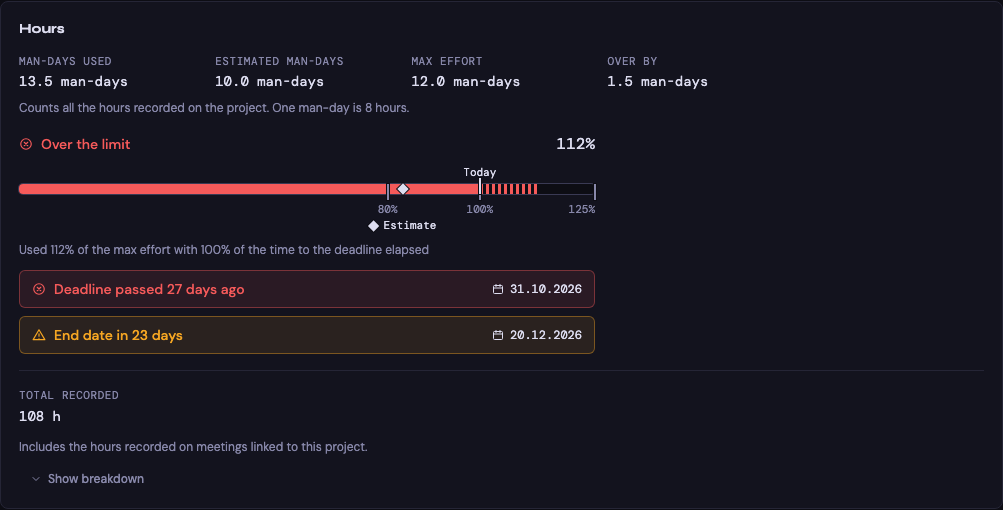 Hours
MAN-DAYS USED
13.5 man-days
ESTIMATED MAN-DAYS
10.0 man-days
MAX EFFORT
12.0 man-days
OVER BY
1.5 man-days
Counts all the hours recorded on the project. One man-day is 8 hours.
Over the limit
112%
Today
80%
100%
125%
Estimate
Used 112% of the max effort with 100% of the time to the deadline elapsed
Deadline passed 27 days ago
31.10.2026
End date in 23 days
20.12.2026
TOTAL RECORDED
108 h
Includes the hours recorded on meetings linked to this project.
Show breakdown